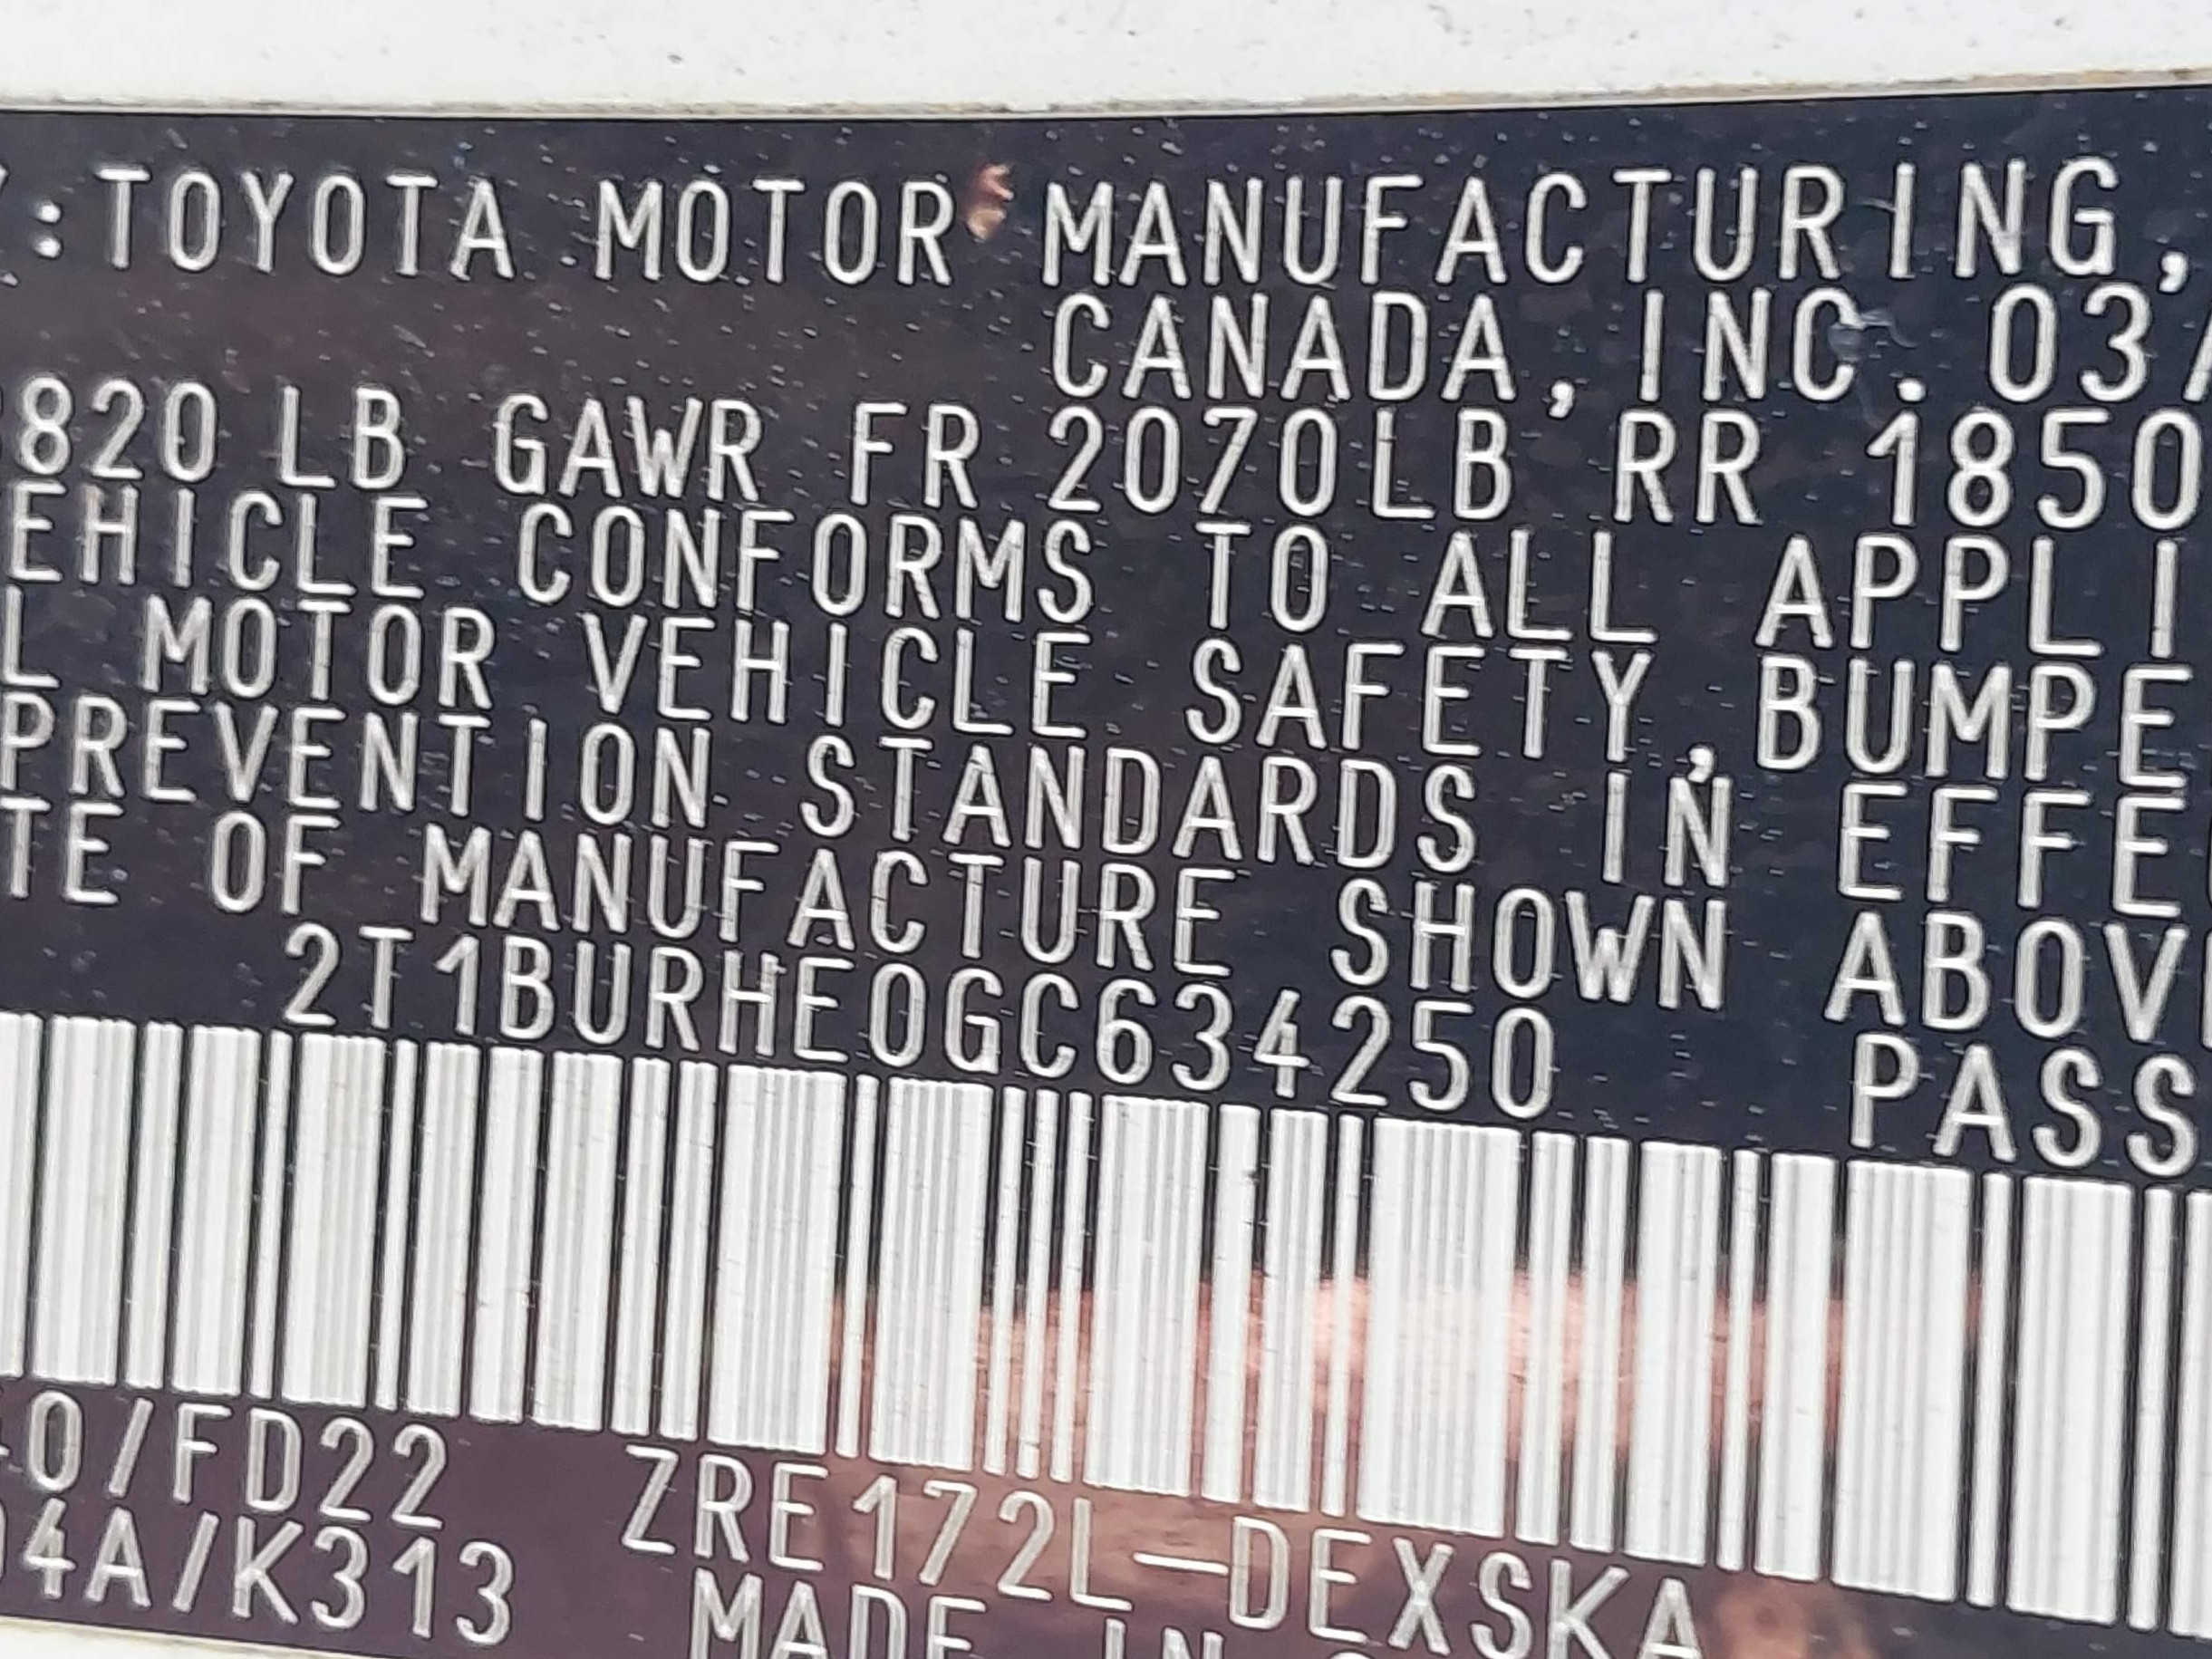 : TOYOTA MOTOR MANUFACTURING,
CANADA, INC. 03/
820 LB GAWR FR 2070LB RR 1850
EHICLE CONFORMS TO ALL APPLI
L MOTOR VEHICLE SAFETY, BUMPE
PREVENTION STANDARDS IN EFFE
TE OF MANUFACTURE SHOWN ABOV
2T1BURHE0GC634250 PASS
0/FD22 ZRE172L-DEXSKA
4A/K313 MADE IN